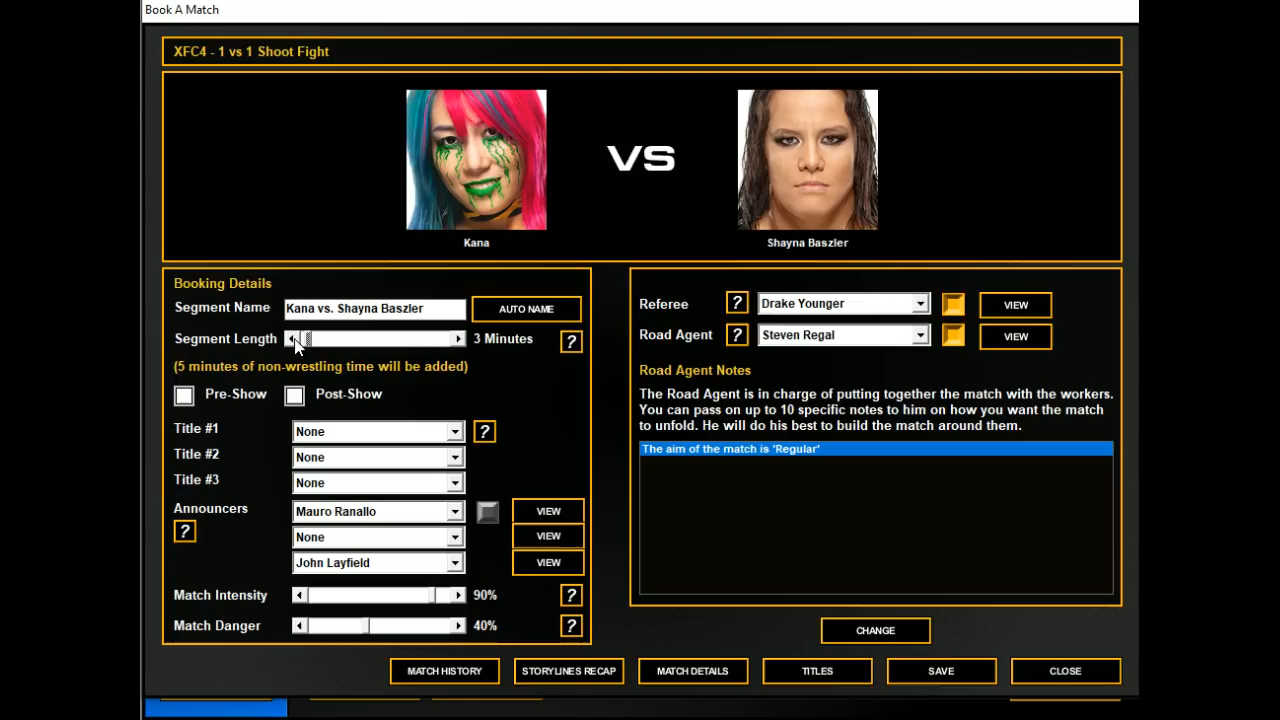 Book A Match
XFC4 - 1 vs 1 Shoot Fight
VS
Kana
Shayna Baszler
Booking Details
Segment Name
Kana vs. Shayna Baszler
AUTO NAME
Segment Length
3 Minutes
?
(5 minutes of non-wrestling time will be added)
Pre-Show
Post-Show
Title #1
None
?
Title #2
None
Title #3
None
Announcers
?
Mauro Ranallo
VIEW
None
VIEW
John Layfield
VIEW
Match Intensity
90%
?
Match Danger
40%
?
Referee
?
Drake Younger
VIEW
Road Agent
?
Steven Regal
VIEW
Road Agent Notes
The Road Agent is in charge of putting together the match with the workers.
You can pass on up to 10 specific notes to him on how you want the match
to unfold. He will do his best to build the match around them.
The aim of the match is 'Regular'
CHANGE
MATCH HISTORY
STORYLINES RECAP
MATCH DETAILS
TITLES
SAVE
CLOSE